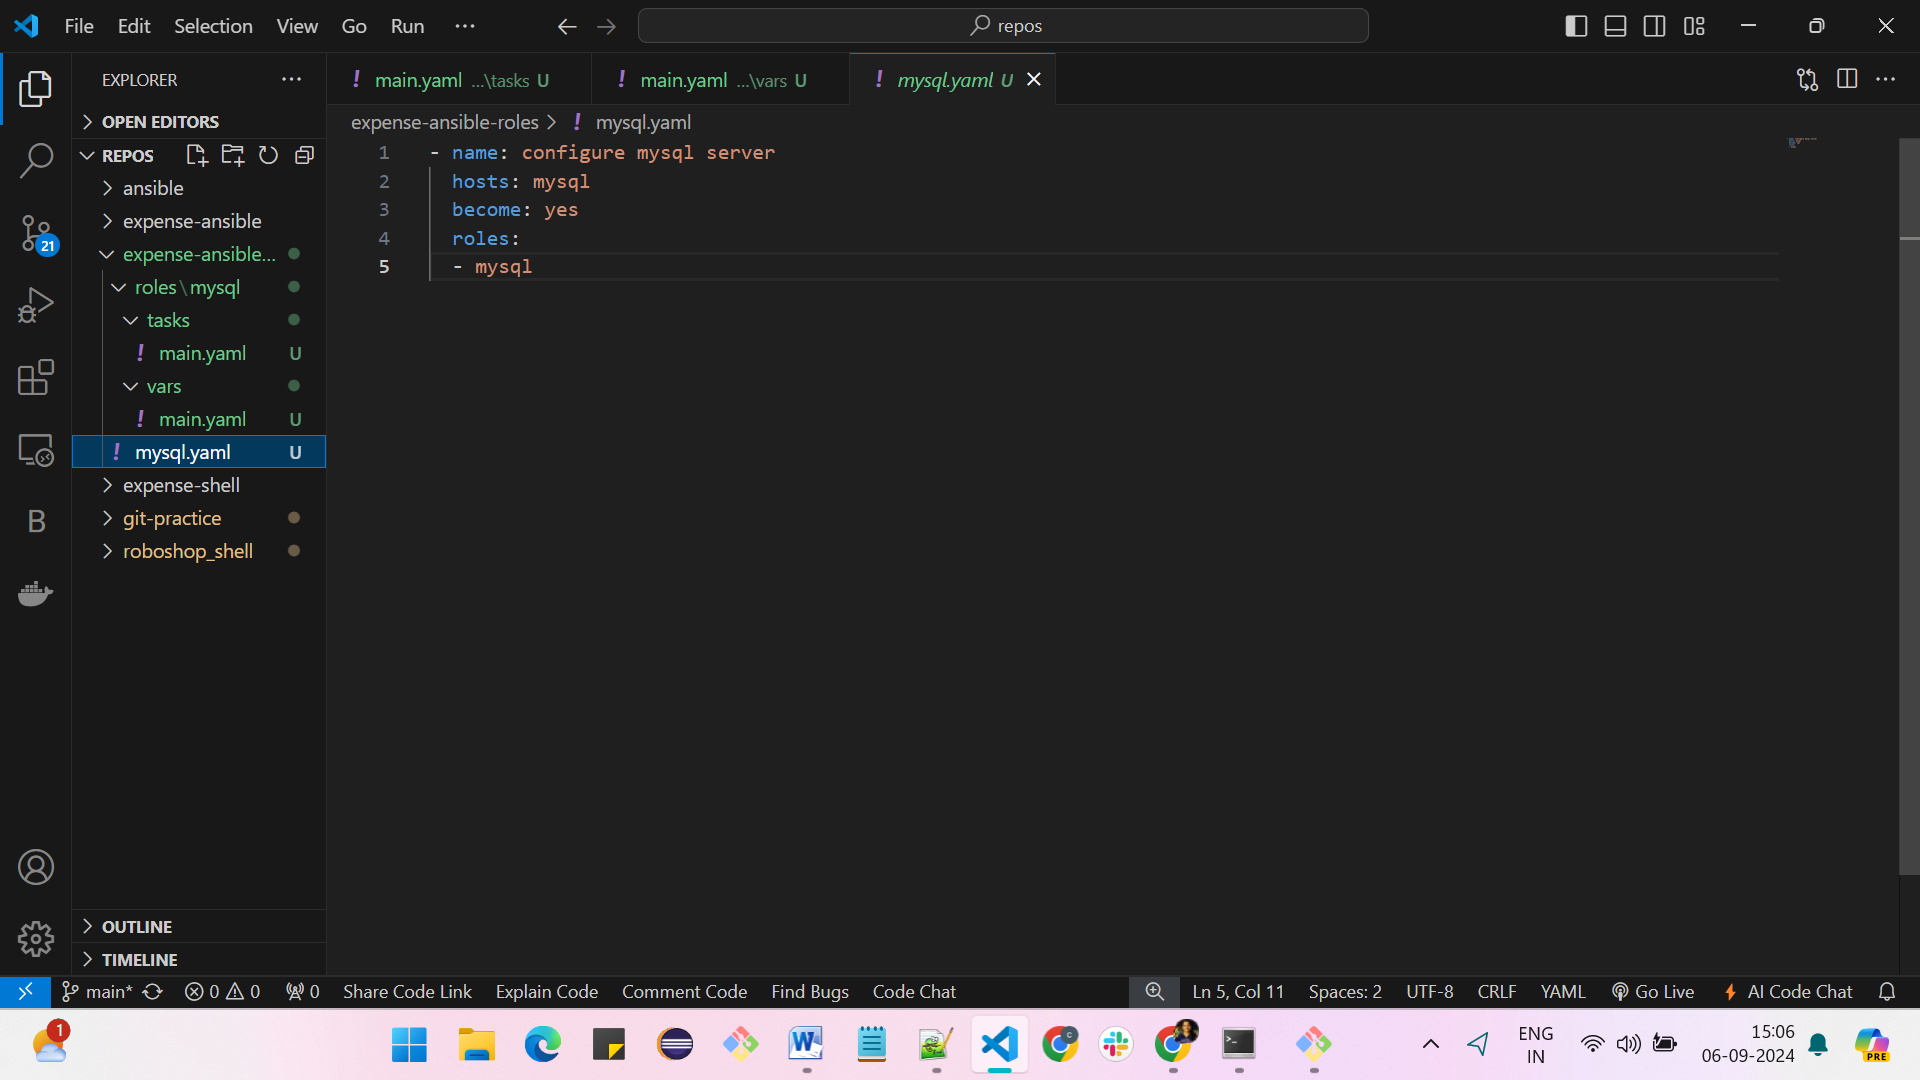 File Edit Selection View Go Run ··· repos
EXPLORER ···
! main.yaml ...\tasks U
! main.yaml ...\vars U
! mysql.yaml U
OPEN EDITORS
expense-ansible-roles > ! mysql.yaml
REPOS
ansible
expense-ansible
expense-ansible...
roles\mysql
tasks
! main.yaml U
vars
! main.yaml U
! mysql.yaml U
expense-shell
git-practice
roboshop_shell
21
B
1 - name: configure mysql server
2 hosts: mysql
3 become: yes
4 roles:
5 - mysql
OUTLINE
TIMELINE
main* 0 0 0 Share Code Link Explain Code Comment Code Find Bugs Code Chat Ln 5, Col 11 Spaces: 2 UTF-8 CRLF YAML Go Live AI Code Chat
1
W
C
ENG
IN
15:06
06-09-2024
PRE